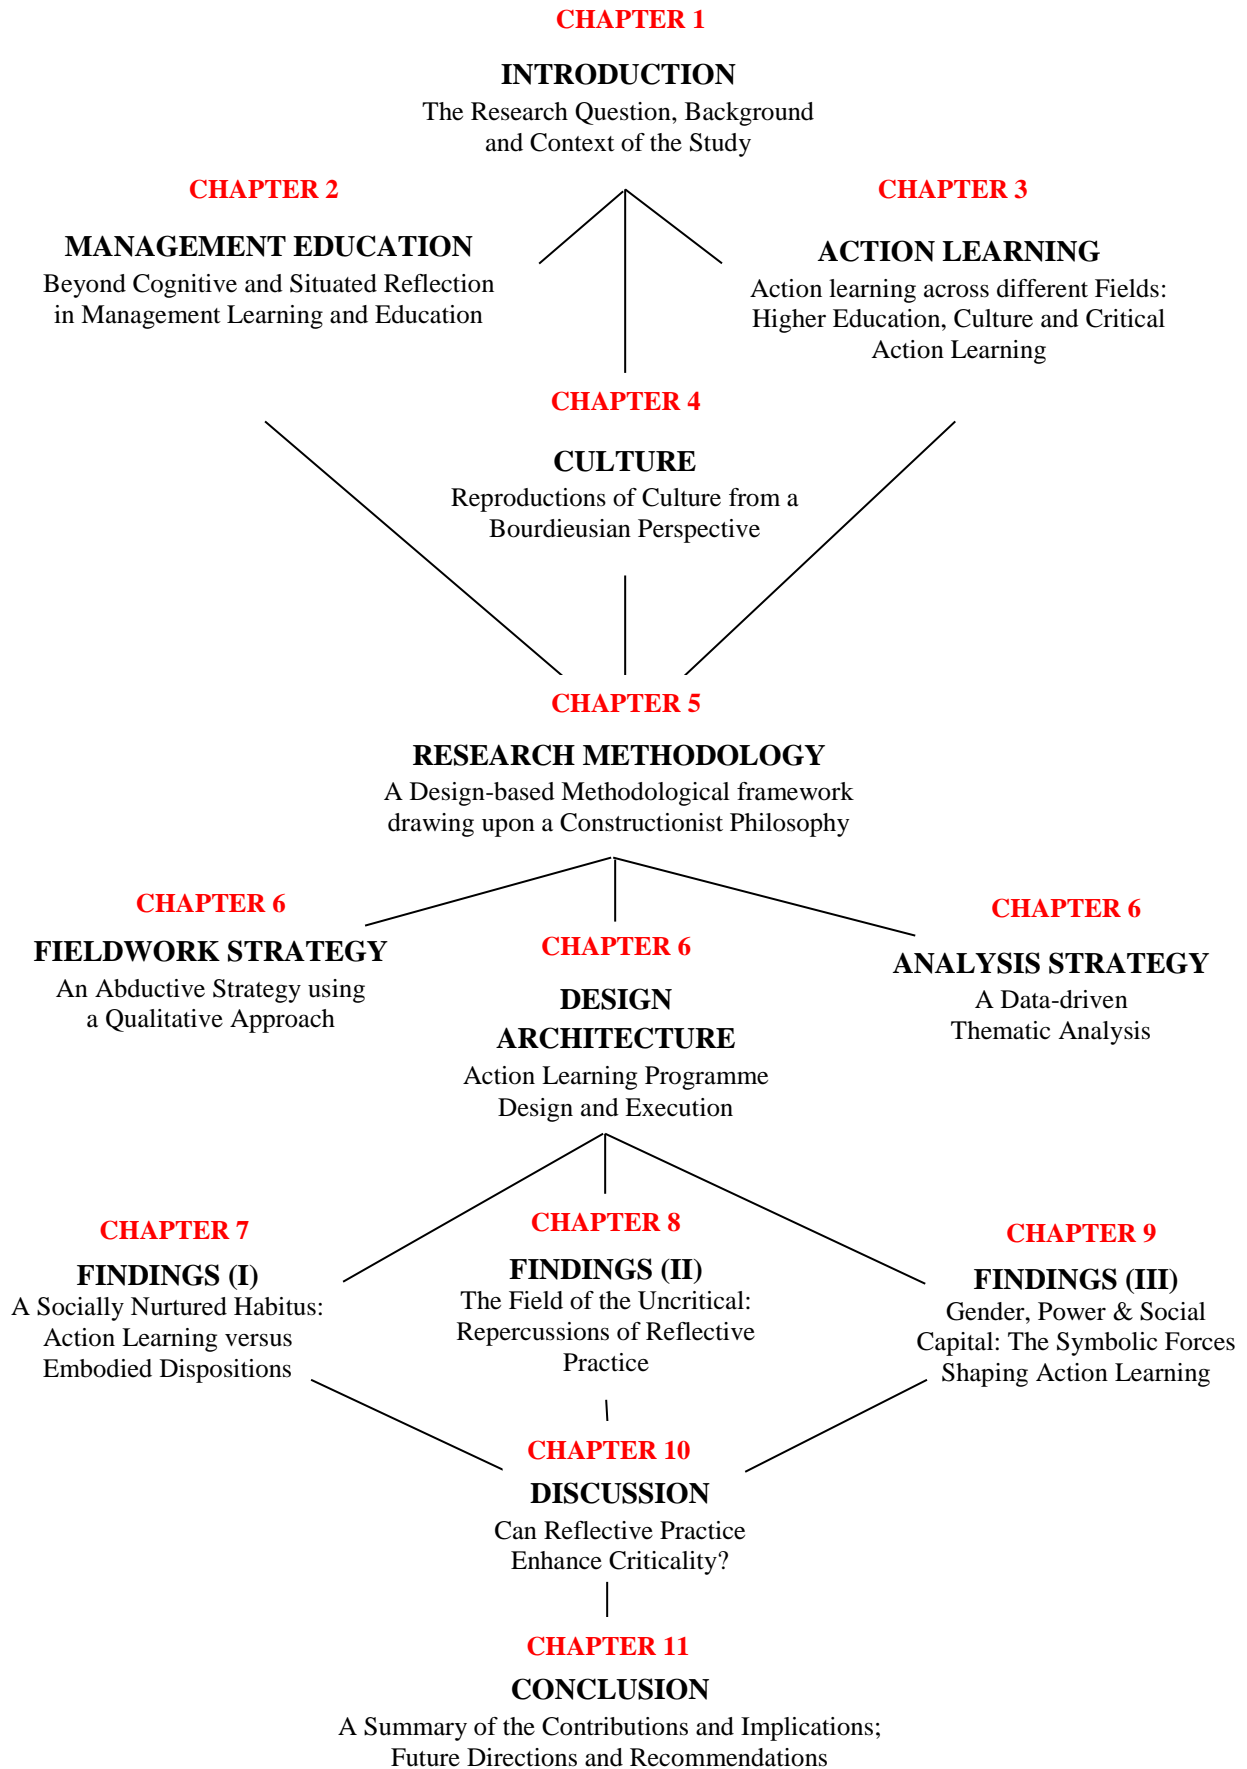 CHAPTER 1
INTRODUCTION
The Research Question, Background
and Context of the Study
CHAPTER 2
MANAGEMENT EDUCATION
Beyond Cognitive and Situated Reflection
in Management Learning and Education
CHAPTER 3
ACTION LEARNING
Action learning across different Fields:
Higher Education, Culture and Critical
Action Learning
CHAPTER 4
CULTURE
Reproductions of Culture from a
Bourdieusian Perspective
CHAPTER 5
RESEARCH METHODOLOGY
A Design-based Methodological framework
drawing upon a Constructionist Philosophy
CHAPTER 6
FIELDWORK STRATEGY
An Abductive Strategy using
a Qualitative Approach
CHAPTER 6
DESIGN
ARCHITECTURE
Action Learning Programme
Design and Execution
CHAPTER 6
ANALYSIS STRATEGY
A Data-driven
Thematic Analysis
CHAPTER 7
FINDINGS (I)
A Socially Nurtured Habitus:
Action Learning versus
Embodied Dispositions
CHAPTER 8
FINDINGS (II)
The Field of the Uncritical:
Repercussions of Reflective
Practice
CHAPTER 9
FINDINGS (III)
Gender, Power & Social
Capital: The Symbolic Forces
Shaping Action Learning
CHAPTER 10
DISCUSSION
Can Reflective Practice
Enhance Criticality?
CHAPTER 11
CONCLUSION
A Summary of the Contributions and Implications;
Future Directions and Recommendations